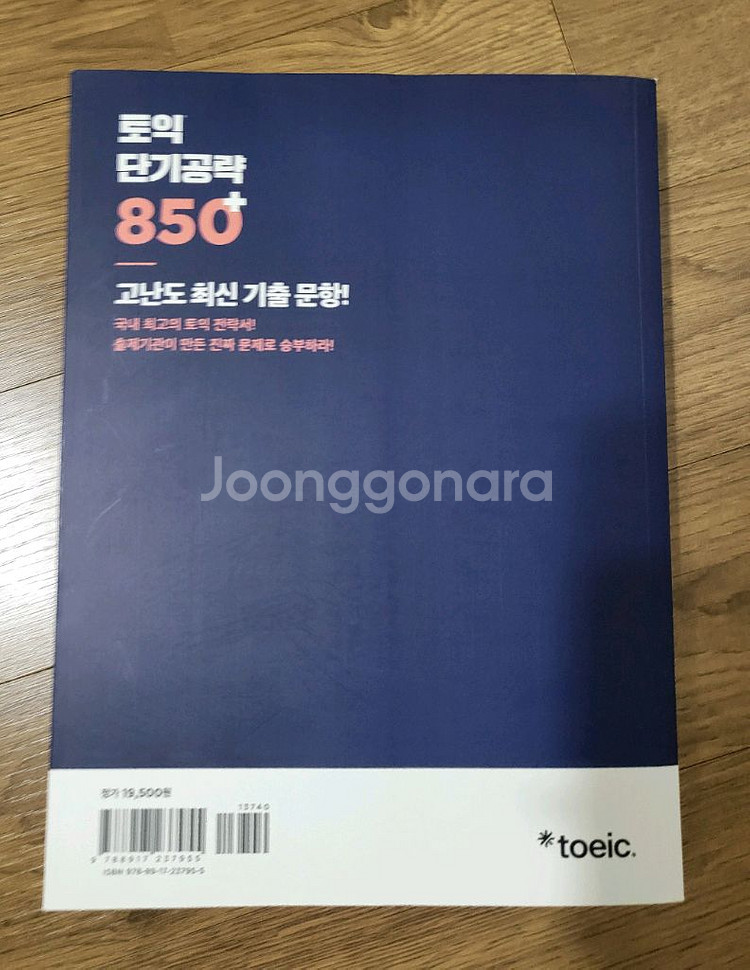 토익
단기공략
850+
고난도 최신 기출 문항!
국내 최고의 토익 전략서!
출제기관이 만든 진짜 문제로 승부하라!
Joonggonara
정가 19,500원
13740
9 788917 237955
ISBN 978-89-17-23795-5
*toeic.